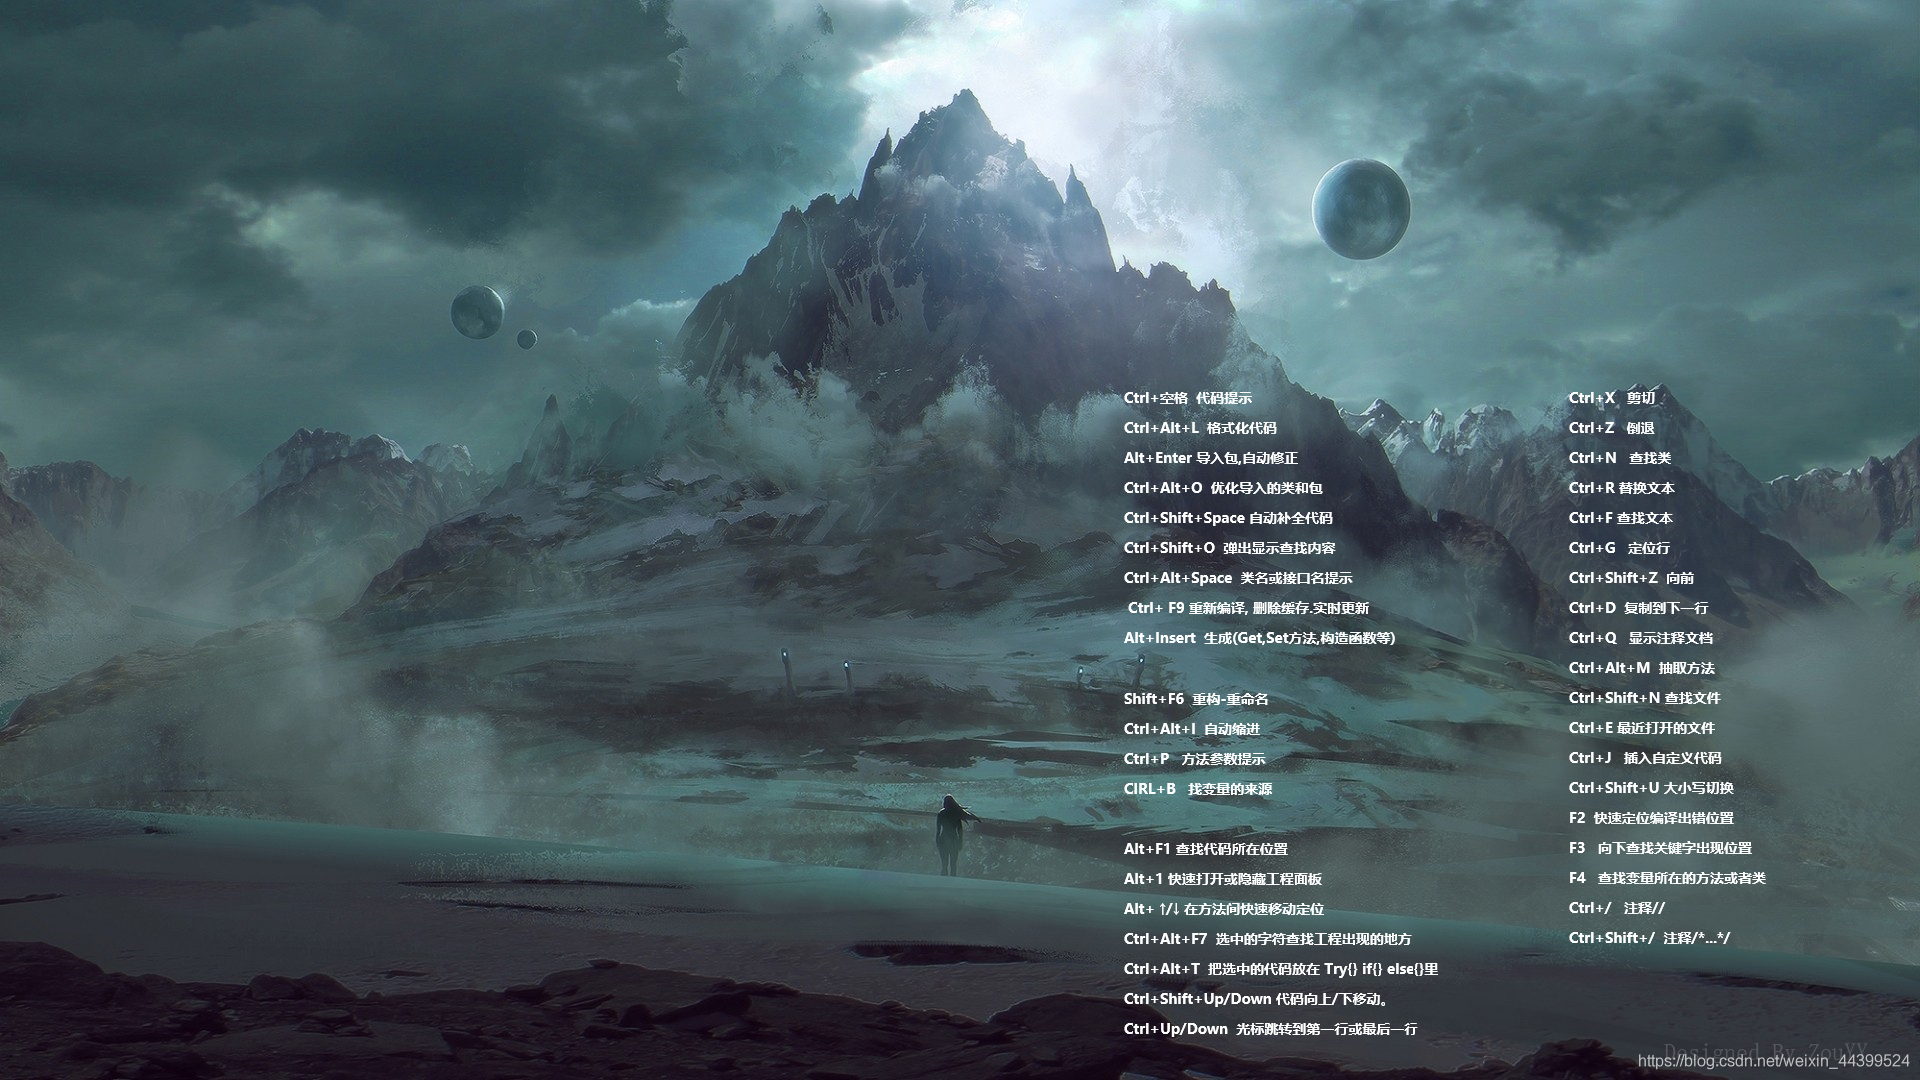 Ctrl+空格 代码提示
Ctrl+Alt+L 格式化代码
Alt+Enter 导入包,自动修正
Ctrl+Alt+O 优化导入的类和包
Ctrl+Shift+Space 自动补全代码
Ctrl+Shift+O 弹出显示查找内容
Ctrl+Alt+Space 类名或接口名提示
Ctrl+ F9 重新编译, 删除缓存.实时更新
Alt+Insert 生成(Get,Set方法,构造函数等)
Shift+F6 重构-重命名
Ctrl+Alt+I 自动缩进
Ctrl+P 方法参数提示
CIRL+B 找变量的来源
Alt+F1 查找代码所在位置
Alt+1 快速打开或隐藏工程面板
Alt+ ↑/↓ 在方法间快速移动定位
Ctrl+Alt+F7 选中的字符查找工程出现的地方
Ctrl+Alt+T 把选中的代码放在 Try{} if{} else{}里
Ctrl+Shift+Up/Down 代码向上/下移动。
Ctrl+Up/Down 光标跳转到第一行或最后一行
Ctrl+X 剪切
Ctrl+Z 倒退
Ctrl+N 查找类
Ctrl+R 替换文本
Ctrl+F 查找文本
Ctrl+G 定位行
Ctrl+Shift+Z 向前
Ctrl+D 复制到下一行
Ctrl+Q 显示注释文档
Ctrl+Alt+M 抽取方法
Ctrl+Shift+N 查找文件
Ctrl+E 最近打开的文件
Ctrl+J 插入自定义代码
Ctrl+Shift+U 大小写切换
F2 快速定位编译出错位置
F3 向下查找关键字出现位置
F4 查找变量所在的方法或者类
Ctrl+/ 注释//
Ctrl+Shift+/ 注释/*...*/
Designed By ZouYY
https://blog.csdn.net/weixin_44399524